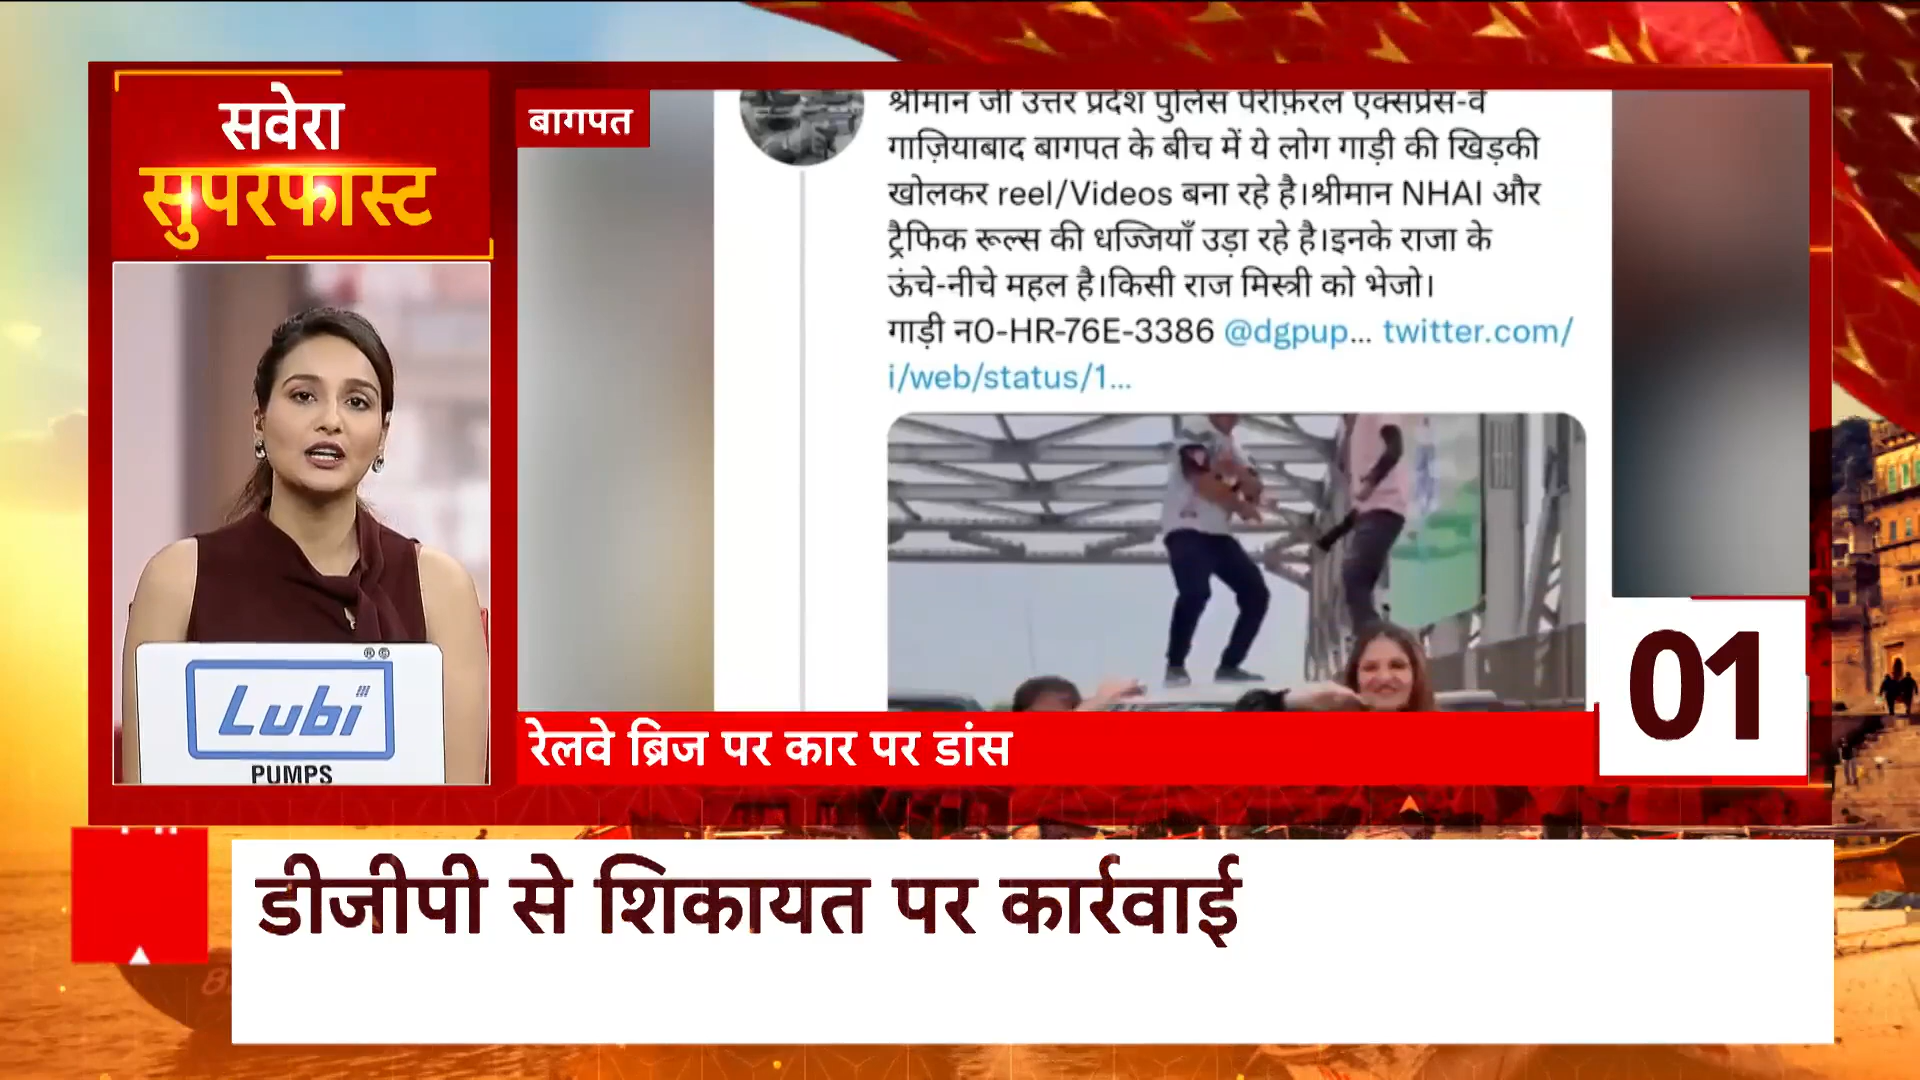 सवेरा
सुपरफास्ट
बागपत
श्रीमान जी उत्तर प्रदेश पुलिस पेरीफ़ेरल एक्सप्रेस-वे
गाज़ियाबाद बागपत के बीच में ये लोग गाड़ी की खिड़की
खोलकर reel/Videos बना रहे है।श्रीमान NHAI और
ट्रैफिक रूल्स की धज्जियाँ उड़ा रहे है।इनके राजा के
ऊंचे-नीचे महल है।किसी राज मिस्त्री को भेजो।
गाड़ी न0-HR-76E-3386 @dgpup... twitter.com/
i/web/status/1...
01
Lubi
PUMPS
रेलवे ब्रिज पर कार पर डांस
डीजीपी से शिकायत पर कार्रवाई